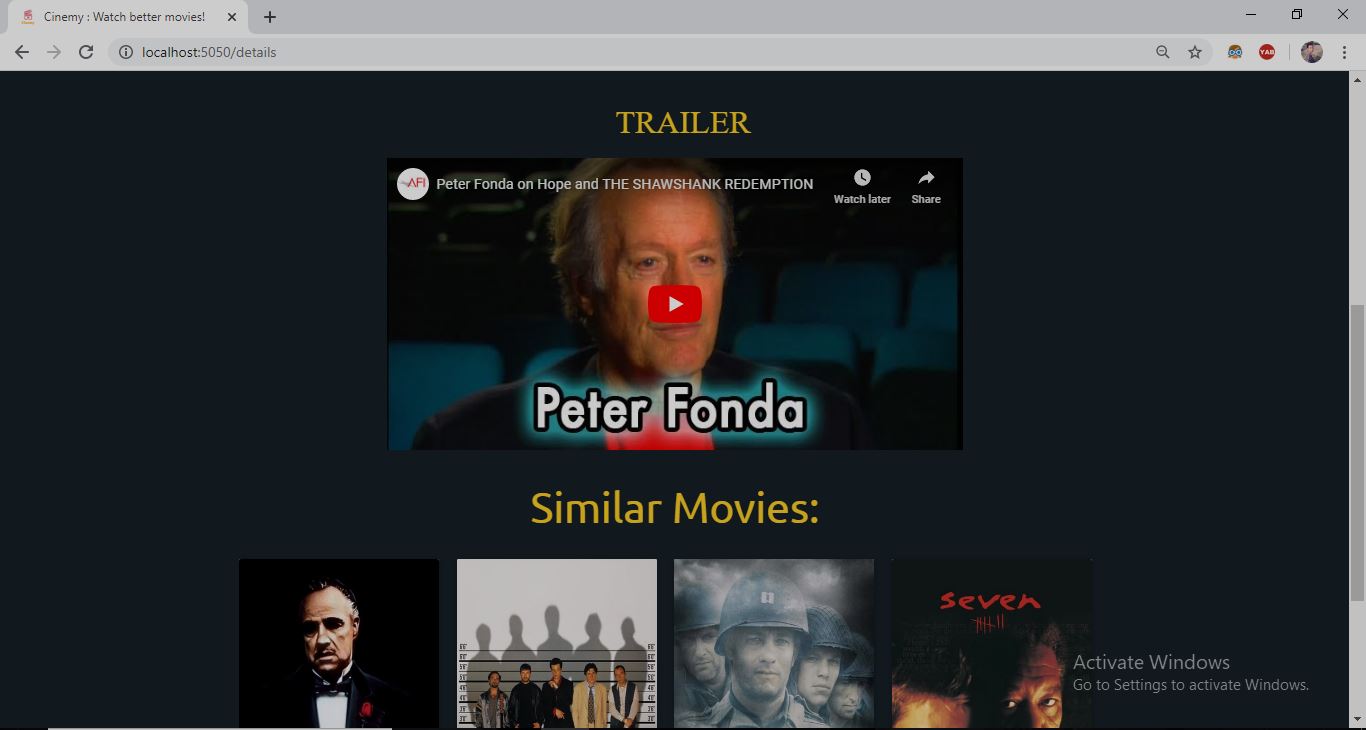 Cinemy : Watch better movies!
localhost:5050/details
YAB
TRAILER
AFI
Peter Fonda on Hope and THE SHAWSHANK REDEMPTION
Watch later
Share
Peter Fonda
Similar Movies:
seven
Activate Windows
Go to Settings to activate Windows.